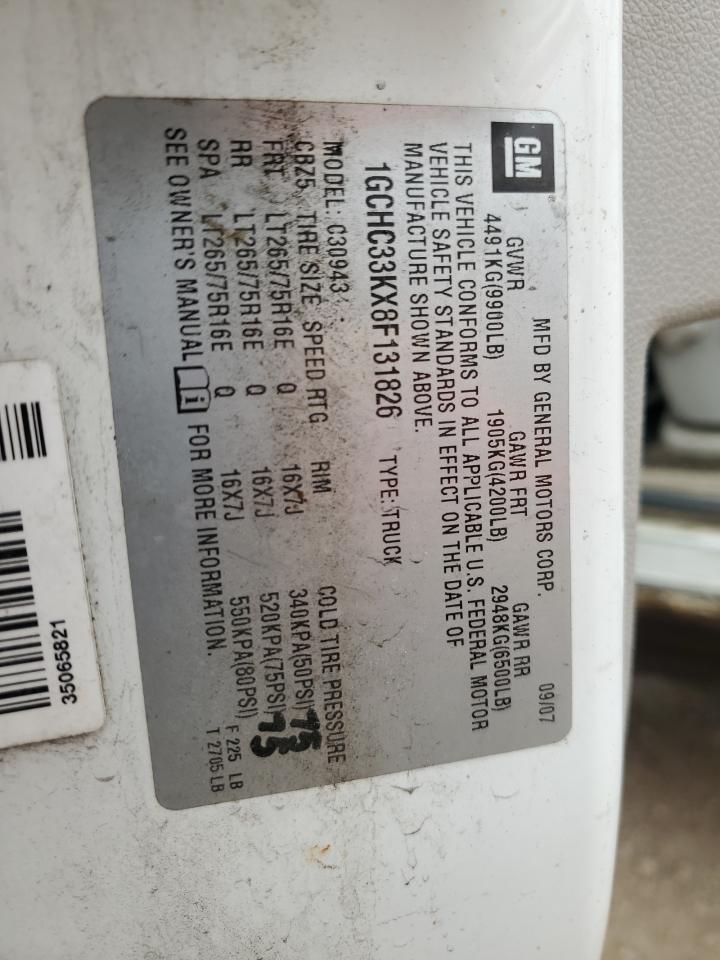 GM
MFD BY GENERAL MOTORS CORP. 09/07
GVWR GAWR FRT GAWR RR
4491KG(9900LB) 1905KG(4200LB) 2948KG(6500LB)
THIS VEHICLE CONFORMS TO ALL APPLICABLE U.S. FEDERAL MOTOR
VEHICLE SAFETY STANDARDS IN EFFECT ON THE DATE OF
MANUFACTURE SHOWN ABOVE.
1GCHC33KX8F131826 TYPE: TRUCK
MODEL: C30943
CBZ5 TIRE SIZE SPEED RTG RIM COLD TIRE PRESSURE
FRT LT265/75R16E Q 16X7J 340KPA(50PSI) 75
RR LT265/75R16E Q 16X7J 520KPA(75PSI) 75
SPA LT265/75R16E Q 16X7J 550KPA(80PSI) F 225 LB
SEE OWNER'S MANUAL i FOR MORE INFORMATION. T 2705 LB
35065821